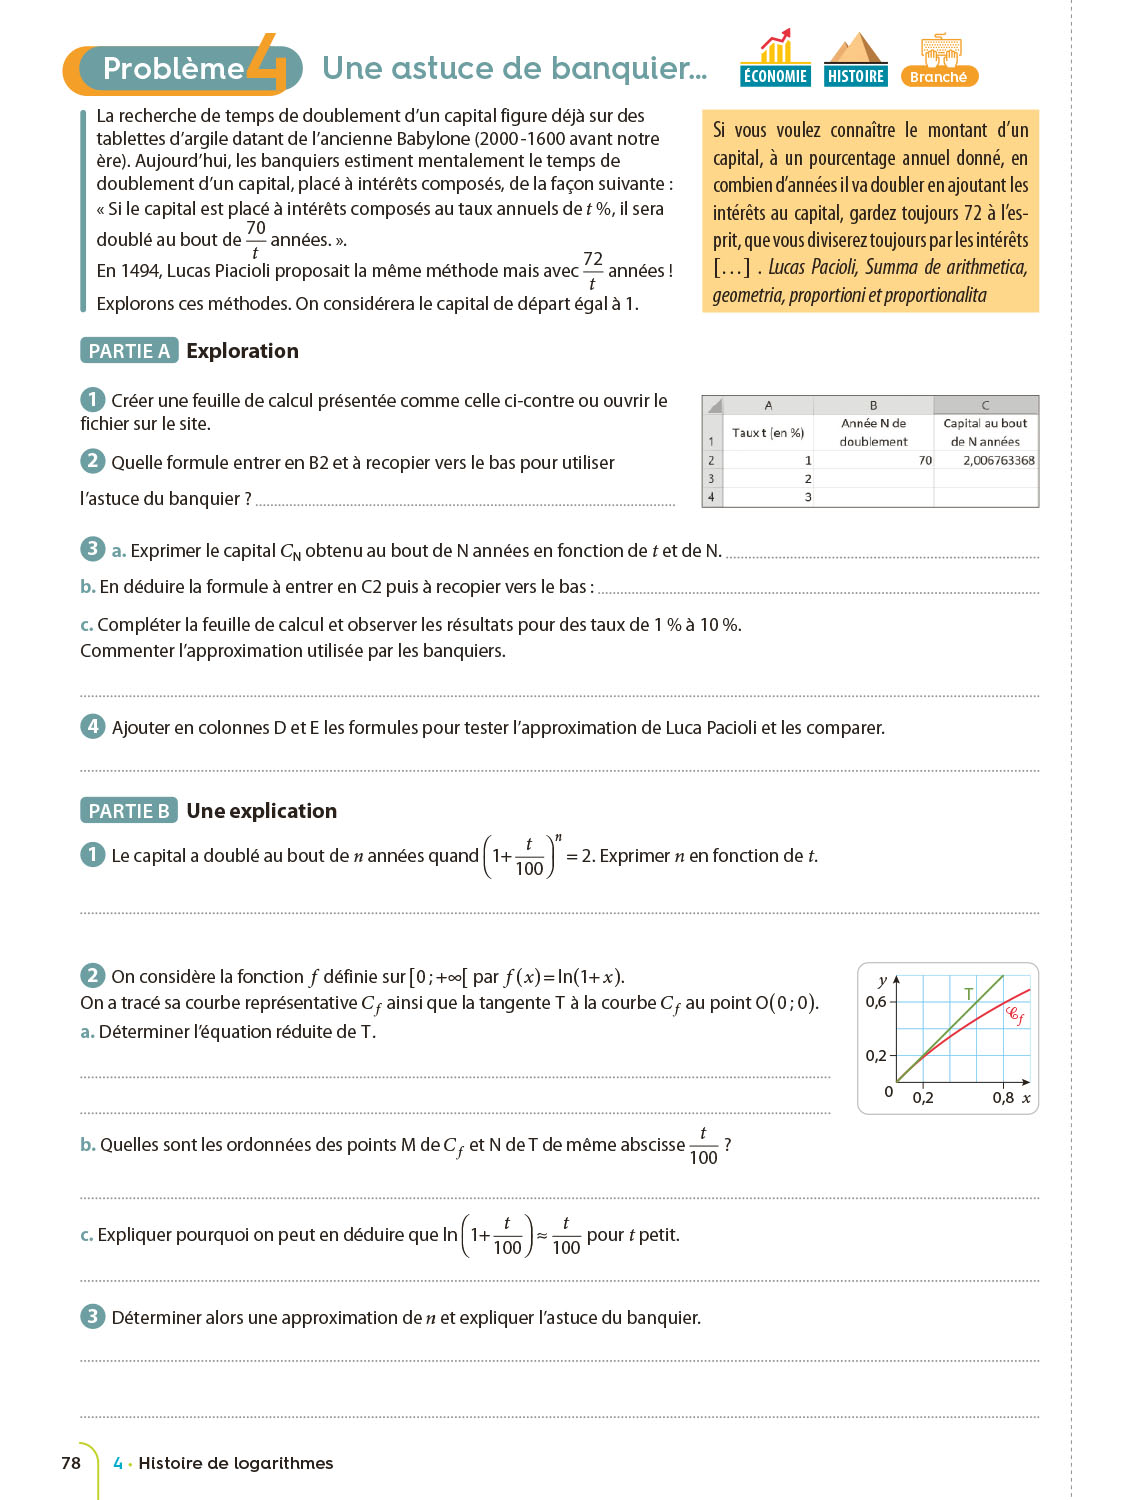 Problème 4 Une astuce de banquier...
ÉCONOMIE HISTOIRE Branché
La recherche de temps de doublement d’un capital figure déjà sur des
tablettes d’argile datant de l’ancienne Babylone (2000-1600 avant notre
ère). Aujourd’hui, les banquiers estiment mentalement le temps de
doublement d’un capital, placé à intérêts composés, de la façon suivante :
« Si le capital est placé à intérêts composés au taux annuels de t %, il sera
doublé au bout de 70/t années. ».
En 1494, Lucas Piacioli proposait la même méthode mais avec 72/t années !
Explorons ces méthodes. On considérera le capital de départ égal à 1.
Si vous voulez connaître le montant d’un
capital, à un pourcentage annuel donné, en
combien d’années il va doubler en ajoutant les
intérêts au capital, gardez toujours 72 à l’es-
prit, que vous diviserez toujours par les intérêts
[…] . Lucas Pacioli, Summa de arithmetica,
geometria, proportioni et proportionalita
PARTIE A Exploration
1 Créer une feuille de calcul présentée comme celle ci-contre ou ouvrir le
fichier sur le site.
2 Quelle formule entrer en B2 et à recopier vers le bas pour utiliser
l’astuce du banquier ?
A B C
1 Taux t (en %) Année N de doublement Capital au bout de N années
2 1 70 2,006763368
3 2
4 3
3 a. Exprimer le capital C_N obtenu au bout de N années en fonction de t et de N.
b. En déduire la formule à entrer en C2 puis à recopier vers le bas :
c. Compléter la feuille de calcul et observer les résultats pour des taux de 1 % à 10 %.
Commenter l’approximation utilisée par les banquiers.
4 Ajouter en colonnes D et E les formules pour tester l’approximation de Luca Pacioli et les comparer.
PARTIE B Une explication
1 Le capital a doublé au bout de n années quand (1+ t/100)^n = 2. Exprimer n en fonction de t.
2 On considère la fonction f définie sur [0 ; +∞[ par f(x) = ln(1+ x).
On a tracé sa courbe représentative C_f ainsi que la tangente T à la courbe C_f au point O(0 ; 0).
a. Déterminer l’équation réduite de T.
y
0,6
T
𝒞_f
0,2
0
0,2
0,8
x
b. Quelles sont les ordonnées des points M de C_f et N de T de même abscisse t/100 ?
c. Expliquer pourquoi on peut en déduire que ln(1+ t/100) ≈ t/100 pour t petit.
3 Déterminer alors une approximation de n et expliquer l’astuce du banquier.
78 4 • Histoire de logarithmes